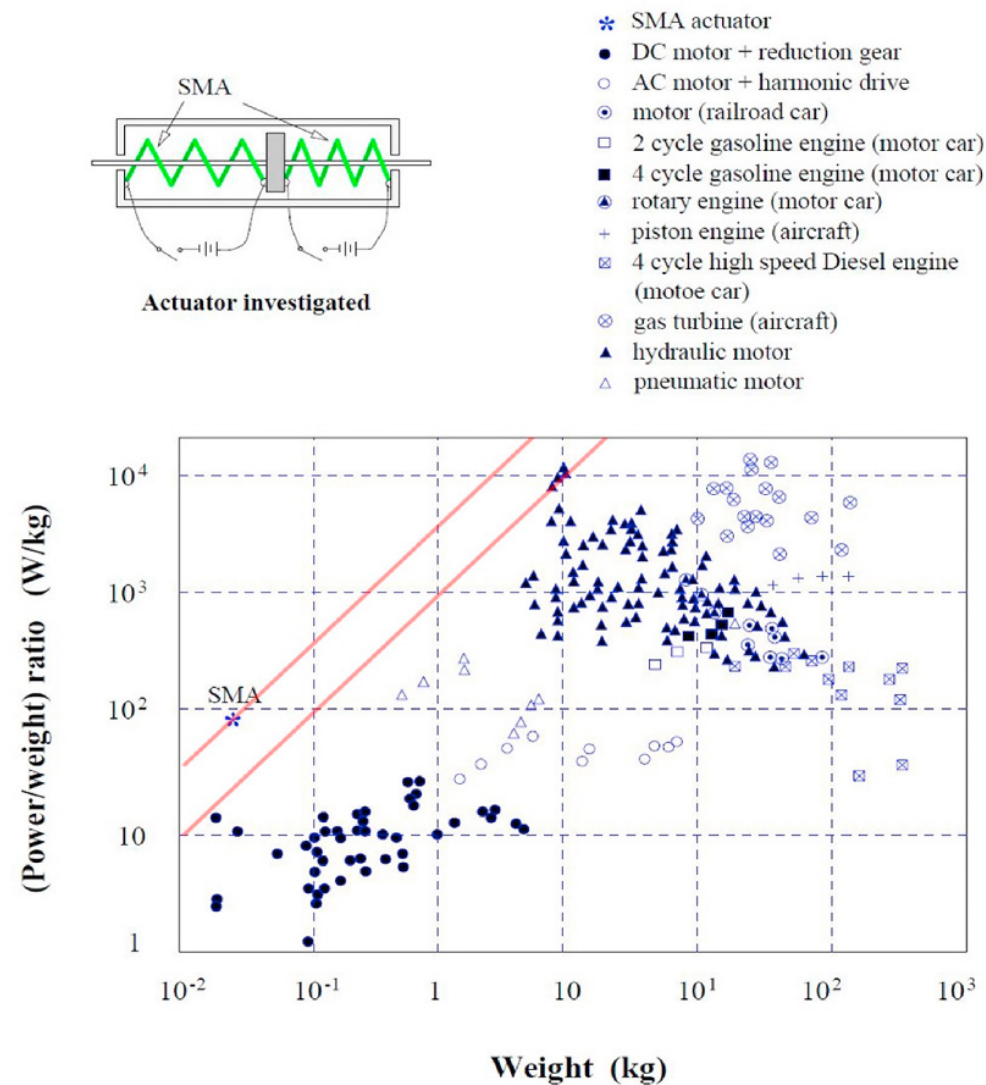 SMA
Actuator investigated
SMA actuator
DC motor + reduction gear
AC motor + harmonic drive
motor (railroad car)
2 cycle gasoline engine (motor car)
4 cycle gasoline engine (motor car)
rotary engine (motor car)
piston engine (aircraft)
4 cycle high speed Diesel engine
(motoe car)
gas turbine (aircraft)
hydraulic motor
pneumatic motor
(Power/weight) ratio (W/kg)
10⁴
10³
10²
10
1
SMA
10⁻² 10⁻¹ 1 10 10¹ 10² 10³
Weight (kg)